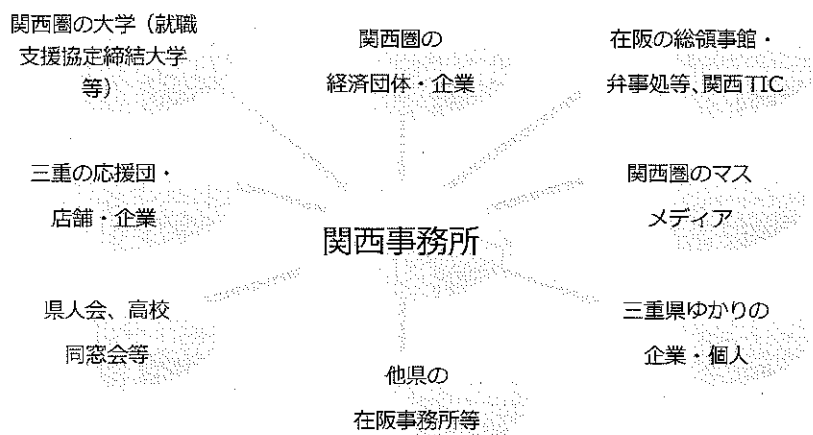 関西圏の大学（就職
支援協定締結大学
等）
関西圏の
経済団体・企業
在阪の総領事館・
弁事処等、関西TIC
三重の応援団・
店舗・企業
関西圏のマス
メディア
関西事務所
県人会、高校
同窓会等
三重県ゆかりの
企業・個人
他県の
在阪事務所等